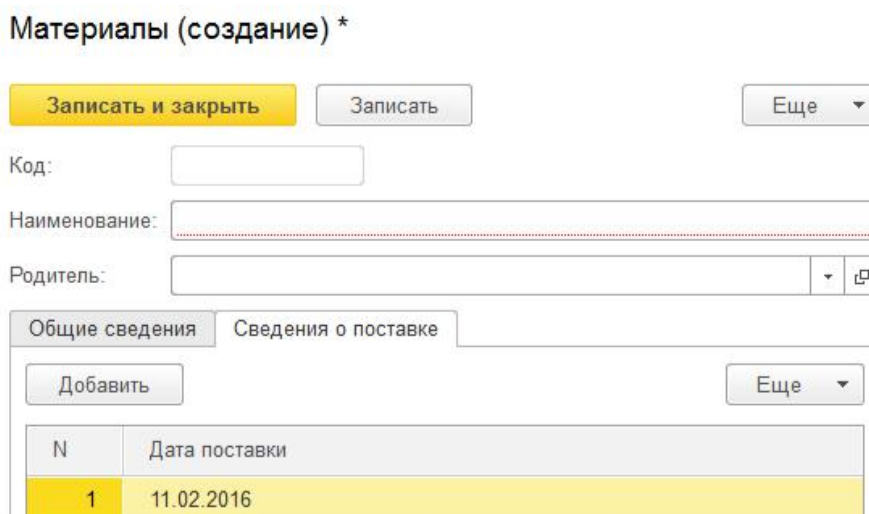 Материалы (создание) *
Записать и закрыть Записать Еще
Код:
Наименование:
Родитель:
Общие сведения Сведения о поставке
Добавить Еще
N Дата поставки
1 11.02.2016